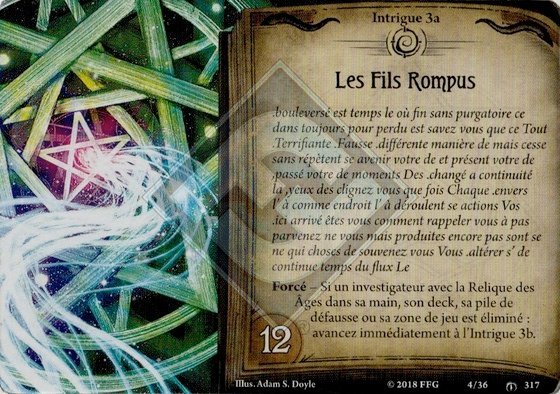 Intrigue 3a
Les Fils Rompus
.bouleversé est temps le où fin sans purgatoire ce
dans toujours pour perdu est savez vous que ce Tout
.Terrifiante .Fausse .différente manière de mais cesse
sans répètent se avenir votre de et présent votre de
,passé votre de moments Des .changé a continuité
la ,yeux des clignez vous que fois Chaque .envers
l' à comme endroit l' à déroulent se actions Vos
.ici arrivé êtes vous comment rappeler vous à pas
parvenez ne vous mais produites encore pas sont se
ne qui choses de souvenez vous Vous .altérer s' de
continue temps du flux Le
Forcé – Si un investigateur avec la Relique des
Âges dans sa main, son deck, sa pile de
défausse ou sa zone de jeu est éliminé :
avancez immédiatement à l'Intrigue 3b.
12
Illus. Adam S. Doyle © 2018 FFG 4/36 317